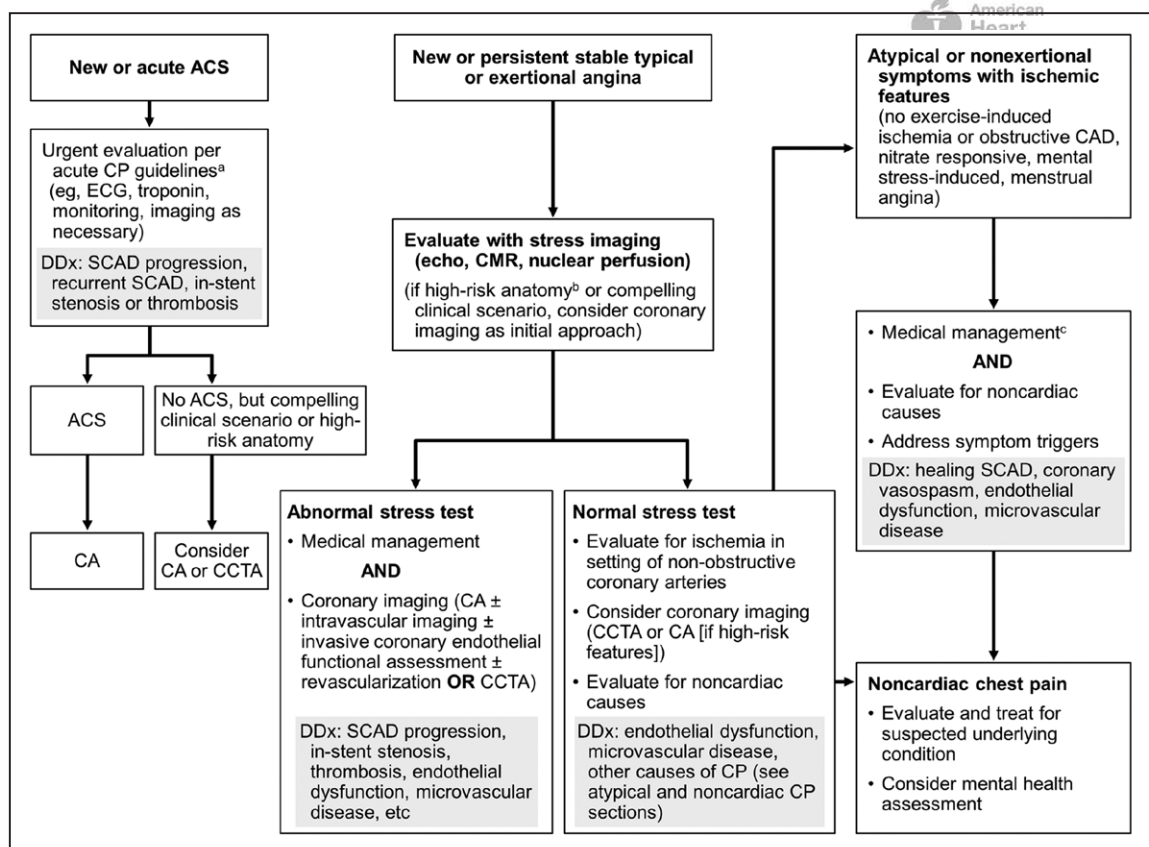 American
Heart
New or acute ACS
Urgent evaluation per
acute CP guidelinesᵃ
(eg, ECG, troponin,
monitoring, imaging as
necessary)
DDx: SCAD progression,
recurrent SCAD, in-stent
stenosis or thrombosis
ACS
No ACS, but compelling
clinical scenario or high-
risk anatomy
CA
Consider
CA or CCTA
New or persistent stable typical
or exertional angina
Evaluate with stress imaging
(echo, CMR, nuclear perfusion)
(if high-risk anatomyᵇ or compelling
clinical scenario, consider coronary
imaging as initial approach)
Abnormal stress test
• Medical management
AND
• Coronary imaging (CA ±
intravascular imaging ±
invasive coronary endothelial
functional assessment ±
revascularization OR CCTA)
DDx: SCAD progression,
in-stent stenosis,
thrombosis, endothelial
dysfunction, microvascular
disease, etc
Normal stress test
• Evaluate for ischemia in
setting of non-obstructive
coronary arteries
• Consider coronary imaging
(CCTA or CA [if high-risk
features])
• Evaluate for noncardiac
causes
DDx: endothelial dysfunction,
microvascular disease,
other causes of CP (see
atypical and noncardiac CP
sections)
Atypical or nonexertional
symptoms with ischemic
features
(no exercise-induced
ischemia or obstructive CAD,
nitrate responsive, mental
stress-induced, menstrual
angina)
• Medical managementᶜ
AND
• Evaluate for noncardiac
causes
• Address symptom triggers
DDx: healing SCAD, coronary
vasospasm, endothelial
dysfunction, microvascular
disease
Noncardiac chest pain
• Evaluate and treat for
suspected underlying
condition
• Consider mental health
assessment